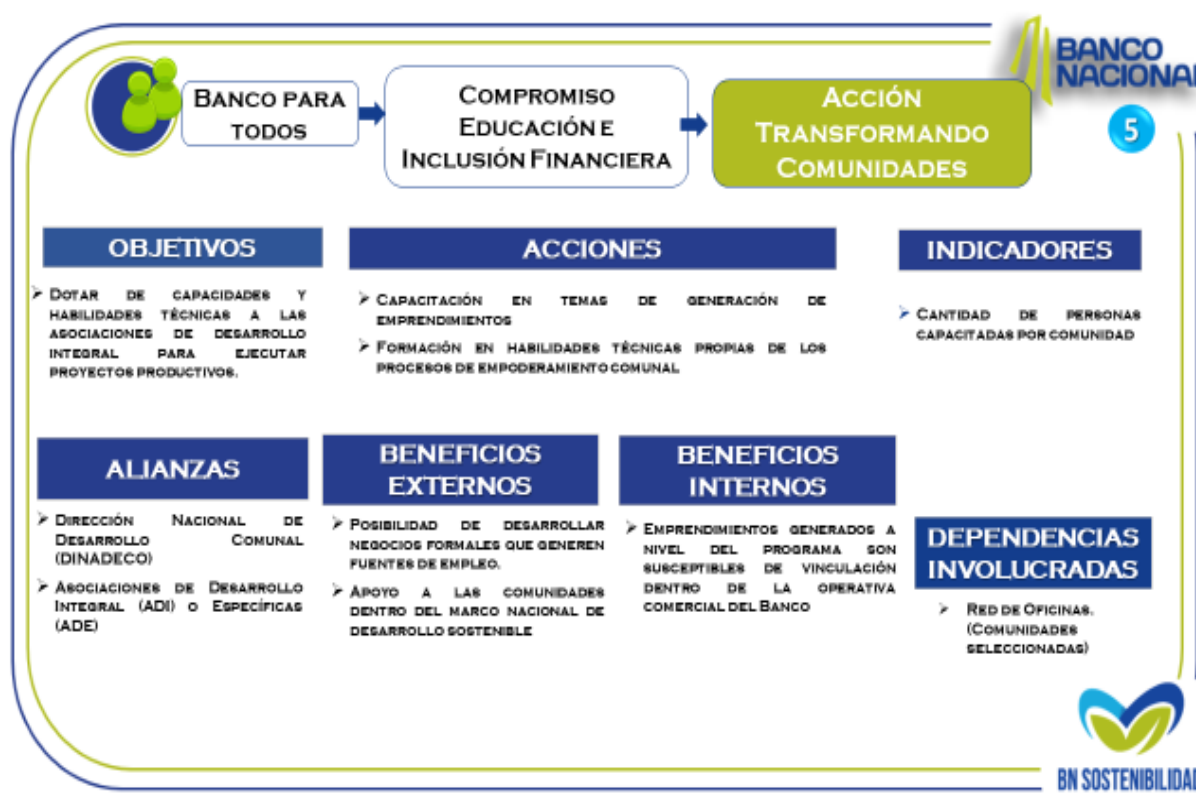 BANCO
NACIONAL
5
BANCO PARA
TODOS
COMPROMISO
EDUCACIÓN E
INCLUSIÓN FINANCIERA
ACCIÓN
TRANSFORMANDO
COMUNIDADES
OBJETIVOS
DOTAR DE CAPACIDADES Y
HABILIDADES TÉCNICAS A LAS
ASOCIACIONES DE DESARROLLO
INTEGRAL PARA EJECUTAR
PROYECTOS PRODUCTIVOS.
ACCIONES
CAPACITACIÓN EN TEMAS DE GENERACIÓN DE
EMPRENDIMIENTOS
FORMACIÓN EN HABILIDADES TÉCNICAS PROPIAS DE LOS
PROCESOS DE EMPODERAMIENTO COMUNAL
INDICADORES
CANTIDAD DE PERSONAS
CAPACITADAS POR COMUNIDAD
ALIANZAS
DIRECCIÓN NACIONAL DE
DESARROLLO COMUNAL
(DINADECO)
ASOCIACIONES DE DESARROLLO
INTEGRAL (ADI) O ESPECÍFICAS
(ADE)
BENEFICIOS
EXTERNOS
POSIBILIDAD DE DESARROLLAR
NEGOCIOS FORMALES QUE GENEREN
FUENTES DE EMPLEO.
APOYO A LAS COMUNIDADES
DENTRO DEL MARCO NACIONAL DE
DESARROLLO SOSTENIBLE
BENEFICIOS
INTERNOS
EMPRENDIMIENTOS GENERADOS A
NIVEL DEL PROGRAMA SON
SUSCEPTIBLES DE VINCULACIÓN
DENTRO DE LA OPERATIVA
COMERCIAL DEL BANCO
DEPENDENCIAS
INVOLUCRADAS
RED DE OFICINAS.
(COMUNIDADES
SELECCIONADAS)
BN SOSTENIBILIDA